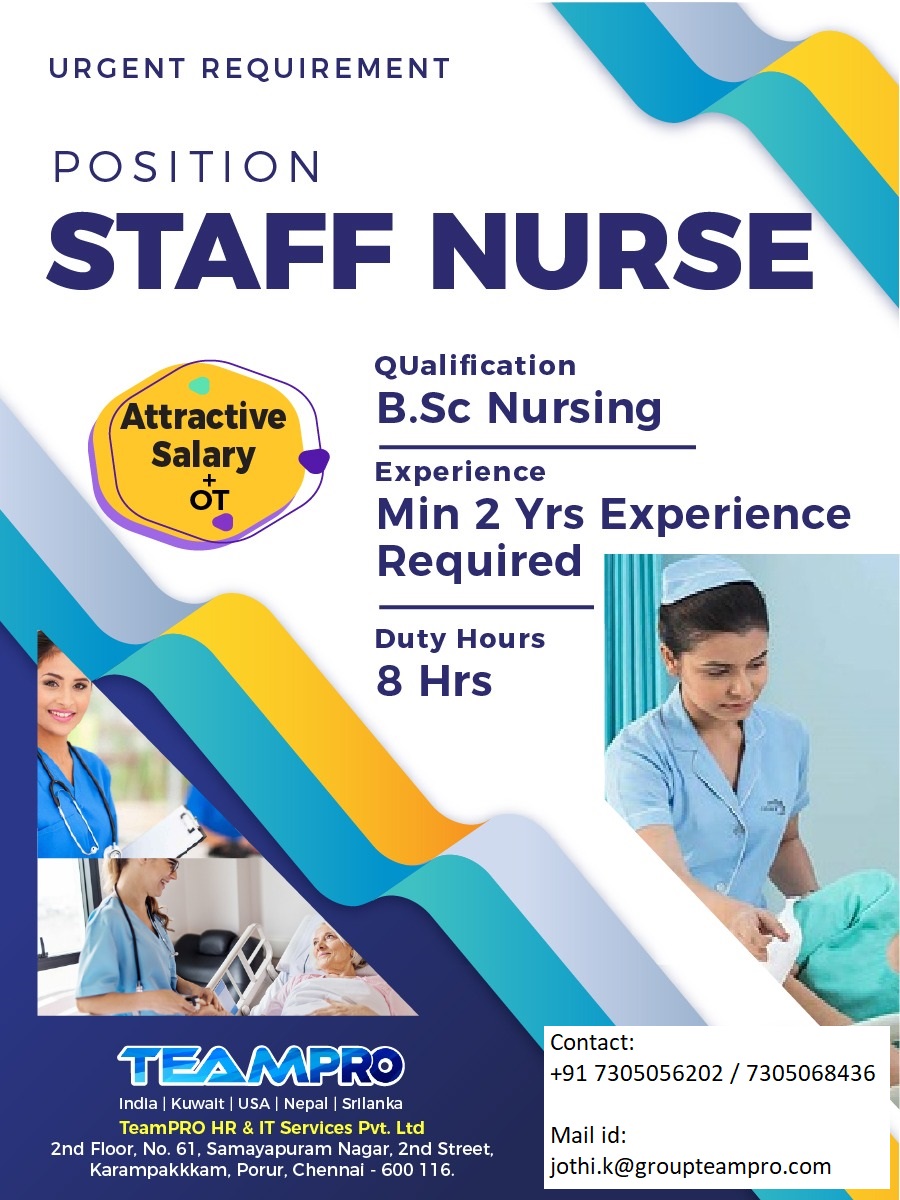 URGENT REQUIREMENT
POSITION
STAFF NURSE
Attractive
Salary
+
OT
QUalification
B.Sc Nursing
Experience
Min 2 Yrs Experience
Required
Duty Hours
8 Hrs
TEAMPRO
India | Kuwait | USA | Nepal | Srilanka
TeamPRO HR & IT Services Pvt. Ltd
2nd Floor, No. 61, Samayapuram Nagar, 2nd Street,
Karampakkkam, Porur, Chennai - 600 116.
Contact:
+91 7305056202 / 7305068436
Mail id:
jothi.k@groupteampro.com